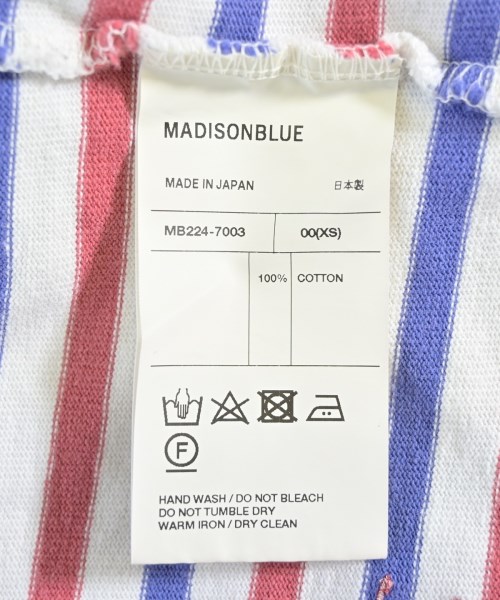 MADISONBLUE
MADE IN JAPAN 日本製
MB224-7003 00(XS)
100% COTTON
F
HAND WASH / DO NOT BLEACH
DO NOT TUMBLE DRY
WARM IRON / DRY CLEAN